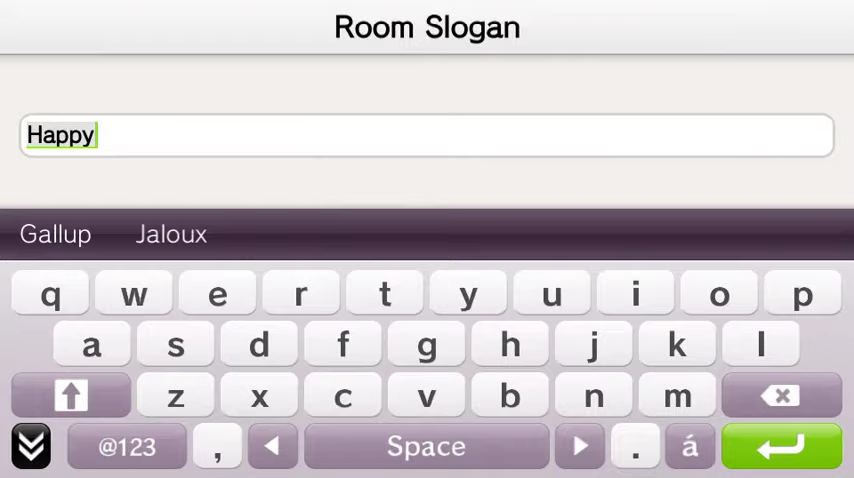 Room Slogan
Happy
Gallup Jaloux
q w e r t y u i o p
a s d f g h j k l
z x c v b n m
@123 , Space . á